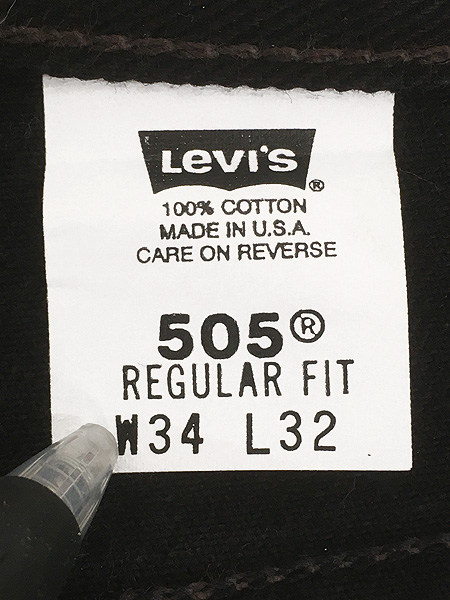 Levi's®
100% COTTON
MADE IN U.S.A.
CARE ON REVERSE
505®
REGULAR FIT
W34 L32